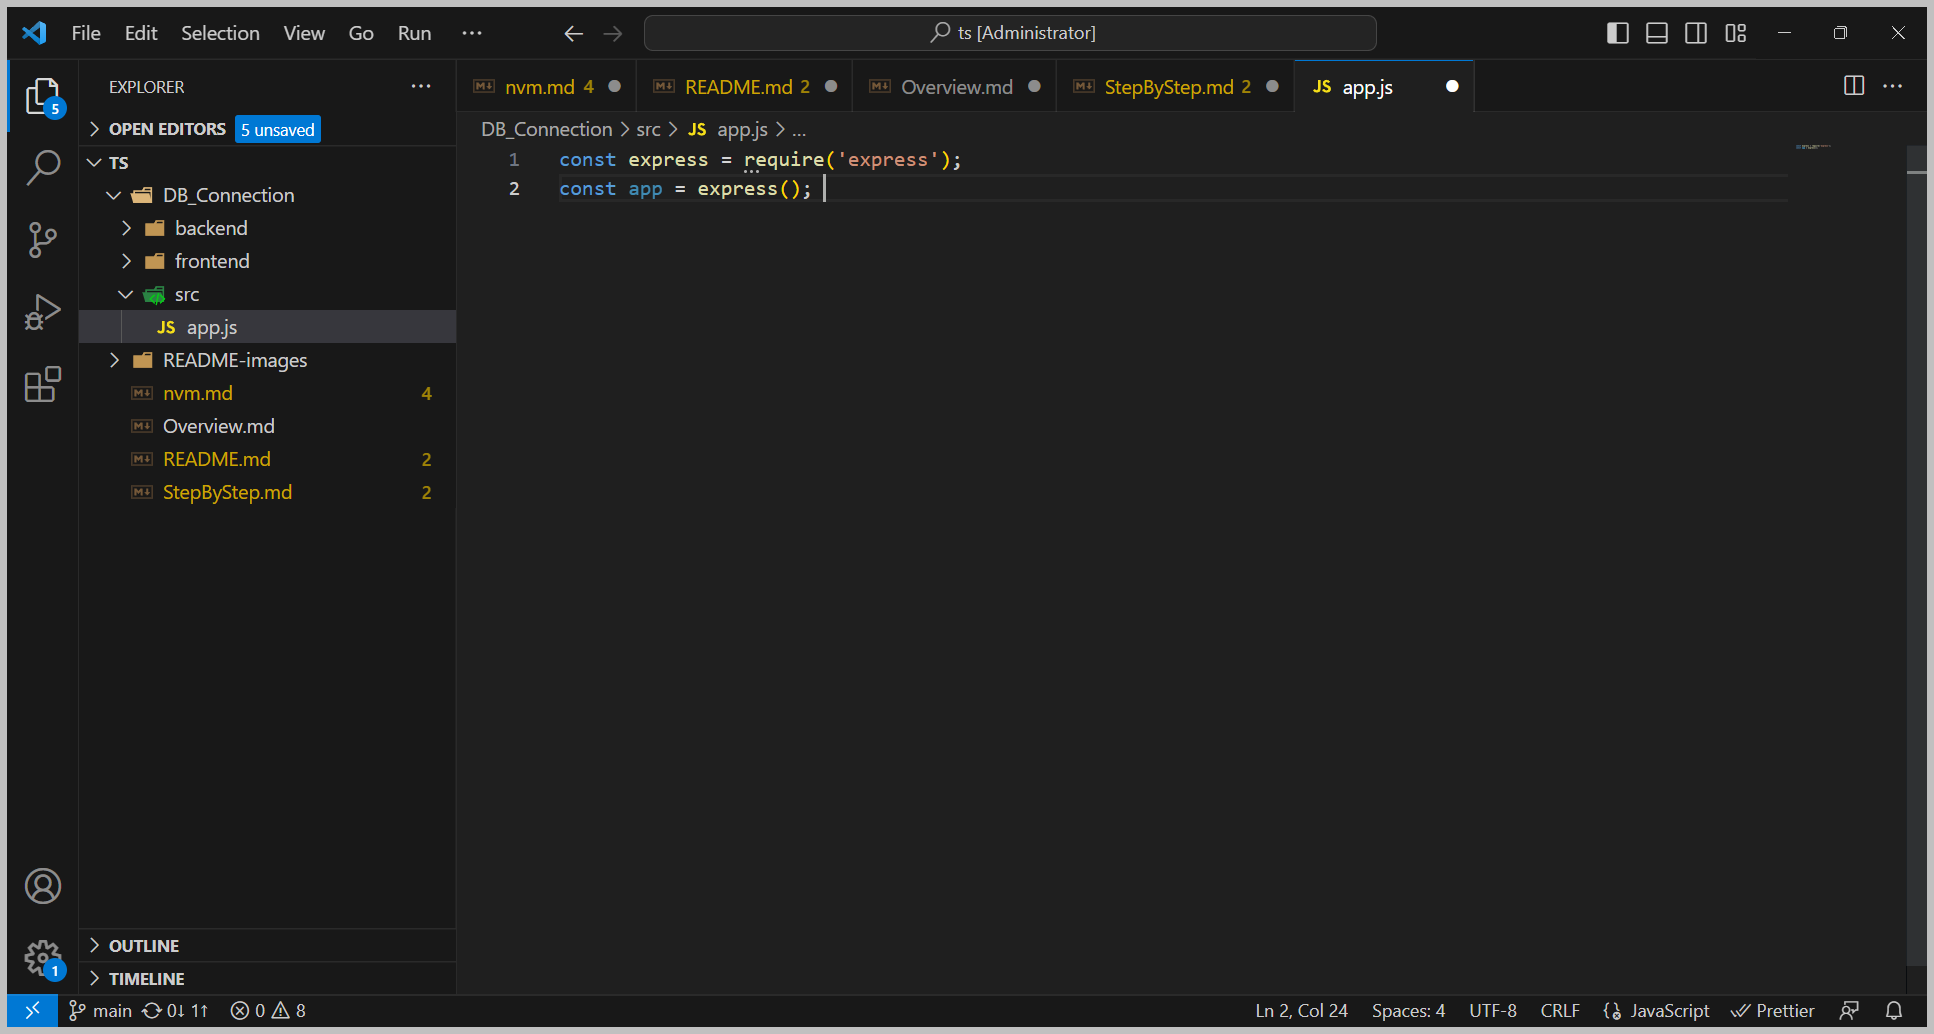 File Edit Selection View Go Run ts [Administrator]
EXPLORER
OPEN EDITORS 5 unsaved
TS
DB_Connection
backend
frontend
src
JS app.js
README-images
nvm.md 4
Overview.md
README.md 2
StepByStep.md 2
OUTLINE
TIMELINE
5
1
nvm.md 4 README.md 2 Overview.md StepByStep.md 2 JS app.js
DB_Connection > src > JS app.js > ...
1 const express = require('express');
2 const app = express();
main 0↓ 1↑ 0 8 Ln 2, Col 24 Spaces: 4 UTF-8 CRLF JavaScript Prettier